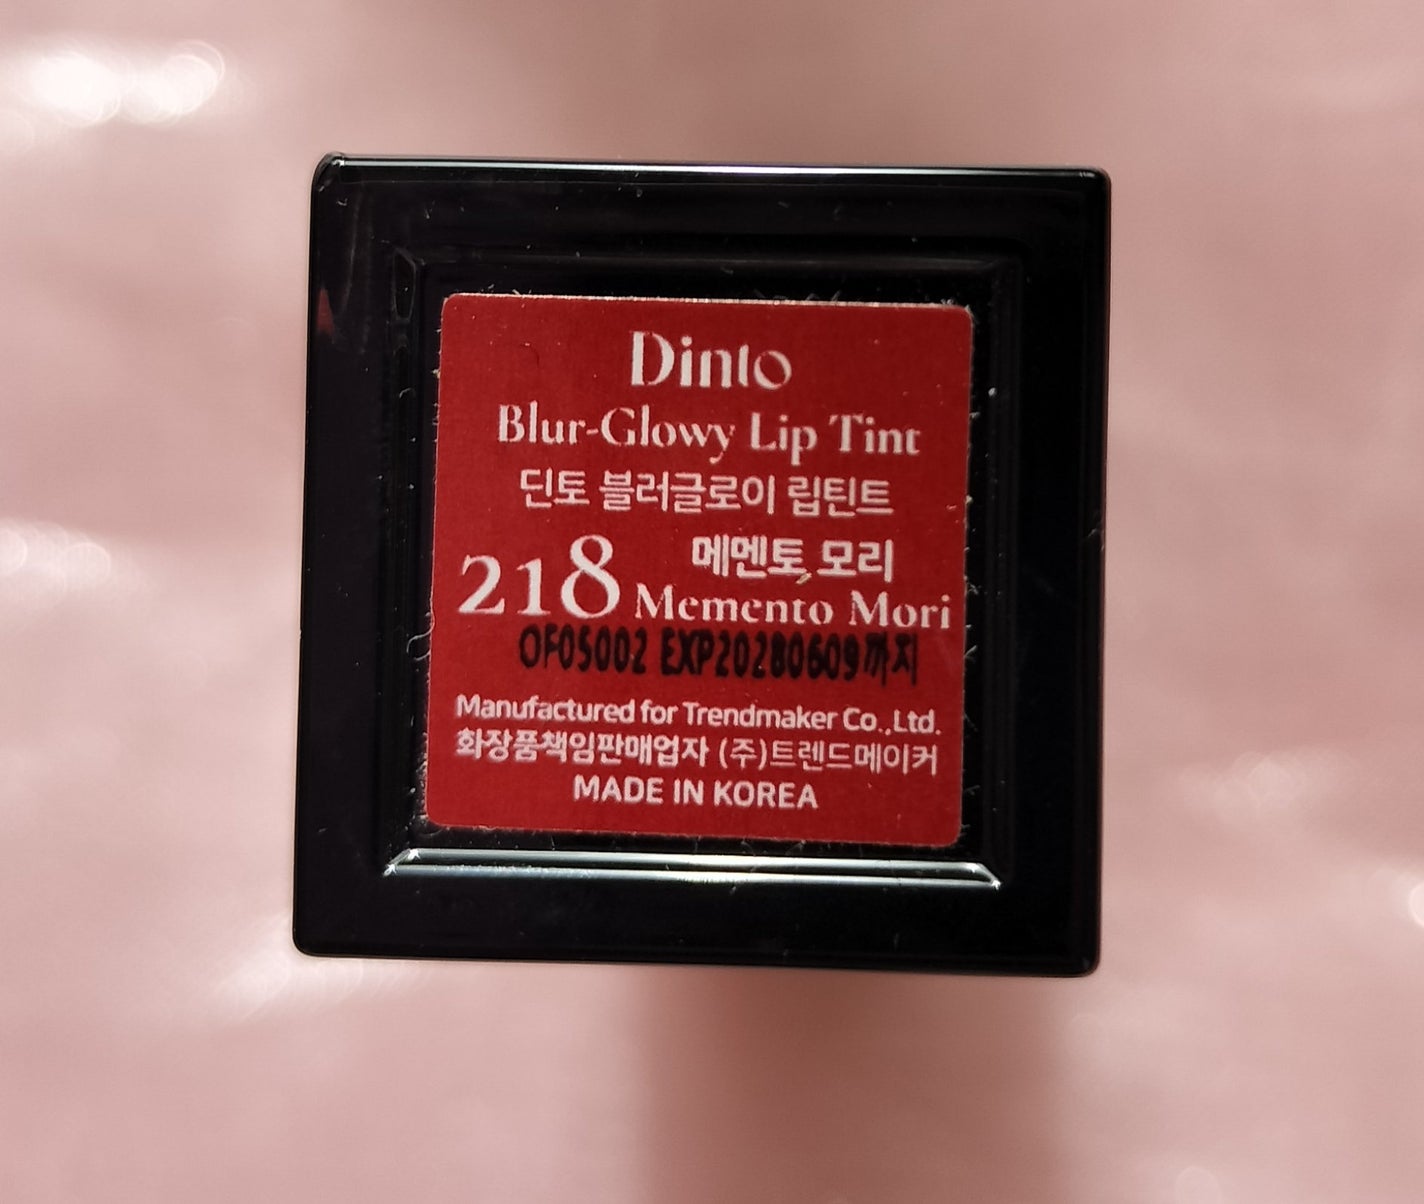 Dinto
Blur-Glowy Lip Tint
딘토 블러글로이 립틴트
218 메멘토 모리
Memento Mori
OF05002 EXP20280609까지
Manufactured for Trendmaker Co.,Ltd.
화장품책임판매업자 (주)트렌드메이커
MADE IN KOREA